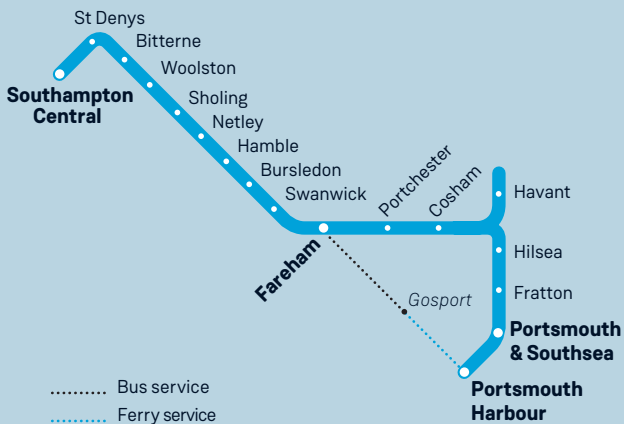 St Denys
Bitterne
Woolston
Southampton
Central
Sholing
Netley
Hamble
Bursledon
Swanwick
Fareham
Portchester
Cosham
Havant
Hilsea
Fratton
Gosport
Portsmouth
& Southsea
Portsmouth
Harbour
Bus service
Ferry service